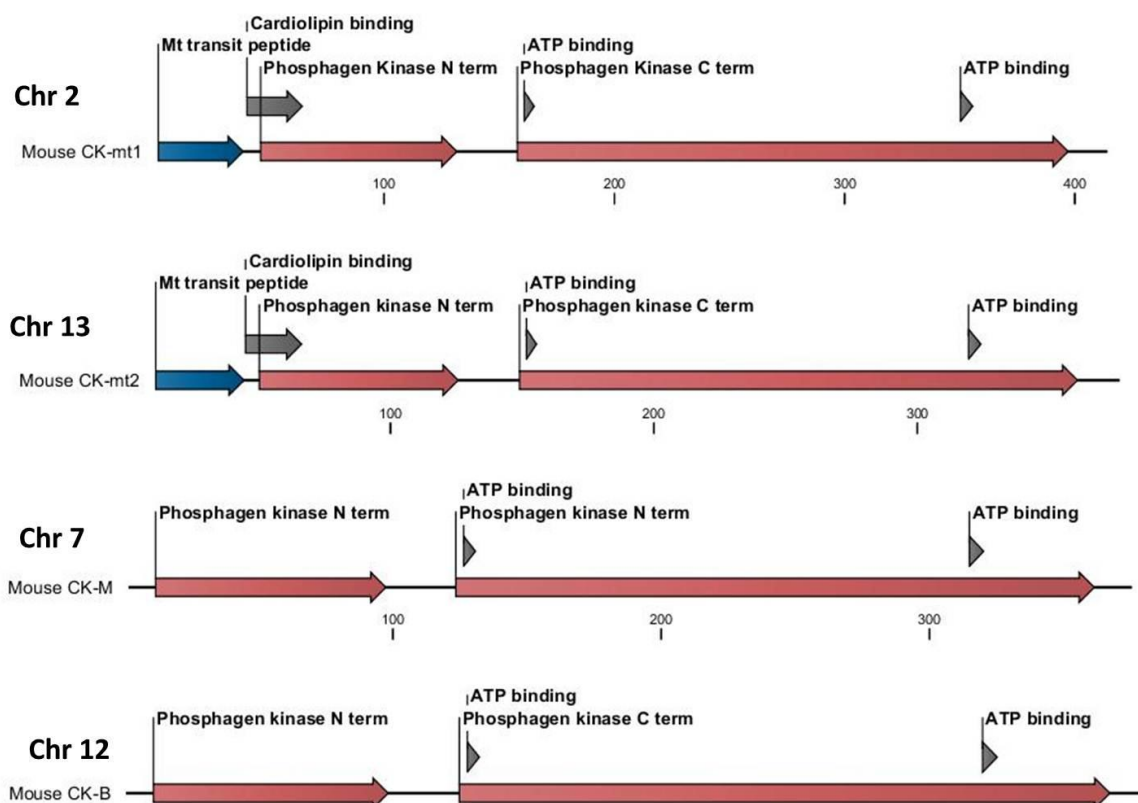 Cardiolipin binding
ATP binding
Mt transit peptide
Phosphagen Kinase N term
Phosphagen Kinase C term
ATP binding
Chr 2
Mouse CK-mt1
100
200
300
400
Cardiolipin binding
Mt transit peptide
ATP binding
Phosphagen kinase N term
Phosphagen kinase C term
ATP binding
Chr 13
Mouse CK-mt2
100
200
300
ATP binding
Phosphagen kinase N term
Phosphagen kinase N term
ATP binding
Chr 7
Mouse CK-M
100
200
300
ATP binding
Phosphagen kinase N term
Phosphagen kinase C term
ATP binding
Chr 12
Mouse CK-B